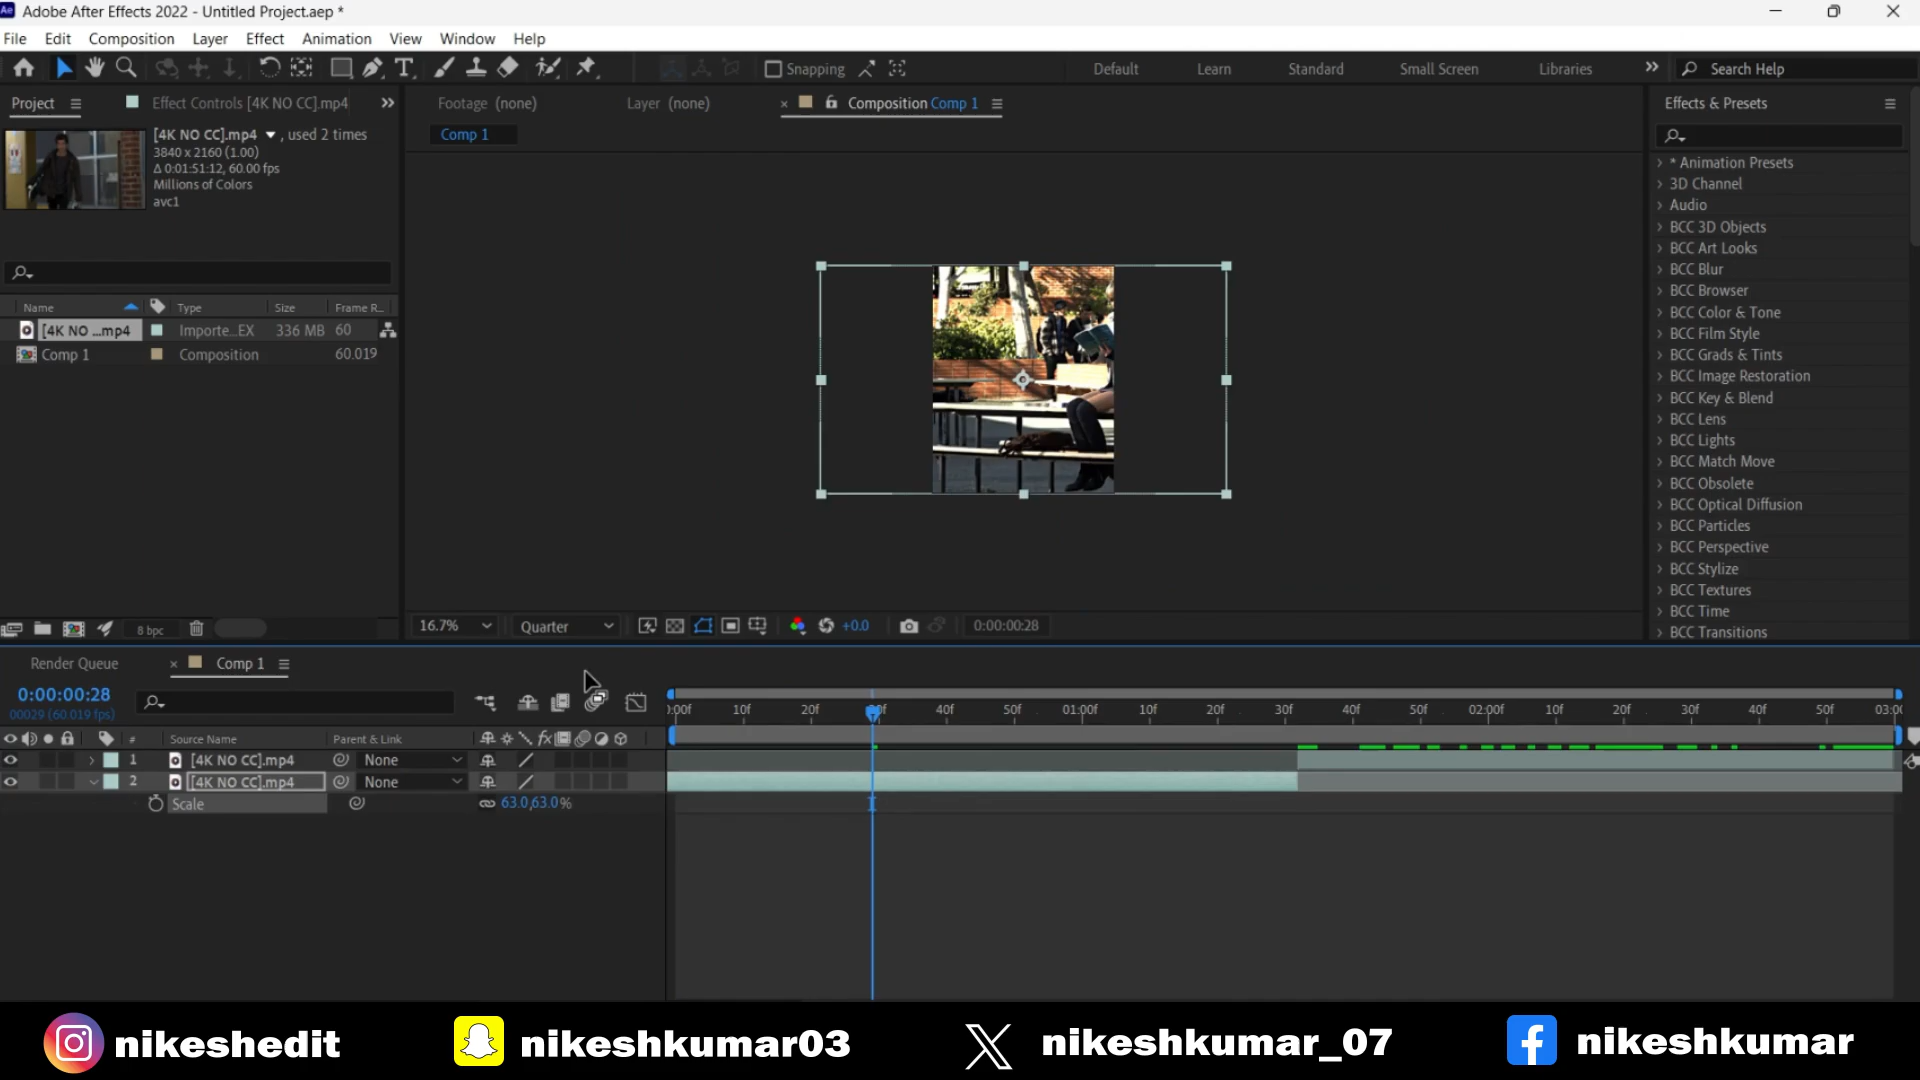 Ae Adobe After Effects 2022 - Untitled Project.aep *
File Edit Composition Layer Effect Animation View Window Help
Snapping Default Learn Standard Small Screen Libraries Search Help
Project Effect Controls [4K NO CC].mp4
Footage (none) Layer (none) Composition Comp 1
Effects & Presets
Comp 1
[4K NO CC].mp4 , used 2 times
3840 x 2160 (1.00)
Δ 0:01:51:12, 60.00 fps
Millions of Colors
avc1
Name Type Size Frame R...
[4K NO ...mp4 Importe...EX 336 MB 60
Comp 1 Composition 60.019
* Animation Presets
3D Channel
Audio
BCC 3D Objects
BCC Art Looks
BCC Blur
BCC Browser
BCC Color & Tone
BCC Film Style
BCC Grads & Tints
BCC Image Restoration
BCC Key & Blend
BCC Lens
BCC Lights
BCC Match Move
BCC Obsolete
BCC Optical Diffusion
BCC Particles
BCC Perspective
BCC Stylize
BCC Textures
BCC Time
BCC Transitions
8 bpc
16.7% Quarter +0.0 0:00:00:28
Render Queue Comp 1
0:00:00:28
00029 (60.019 fps)
:00f 10f 20f 40f 50f 01:00f 10f 20f 30f 40f 50f 02:00f 10f 20f 30f 40f 50f 03:00
# Source Name Parent & Link fx
1 [4K NO CC].mp4 None
2 [4K NO CC].mp4 None
Scale 63.0,63.0%
nikeshedit nikeshkumar03 nikeshkumar_07 nikeshkumar